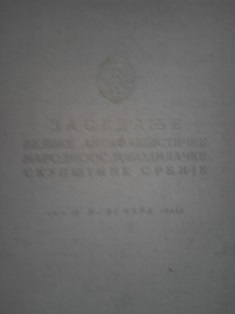 ЗАСЕДАЊЕ
ВЕЛИКЕ АНТИФАШИСТИЧКЕ
НАРОДНООСЛОБОДИЛАЧКЕ
СКУПШТИНЕ СРБИЈЕ